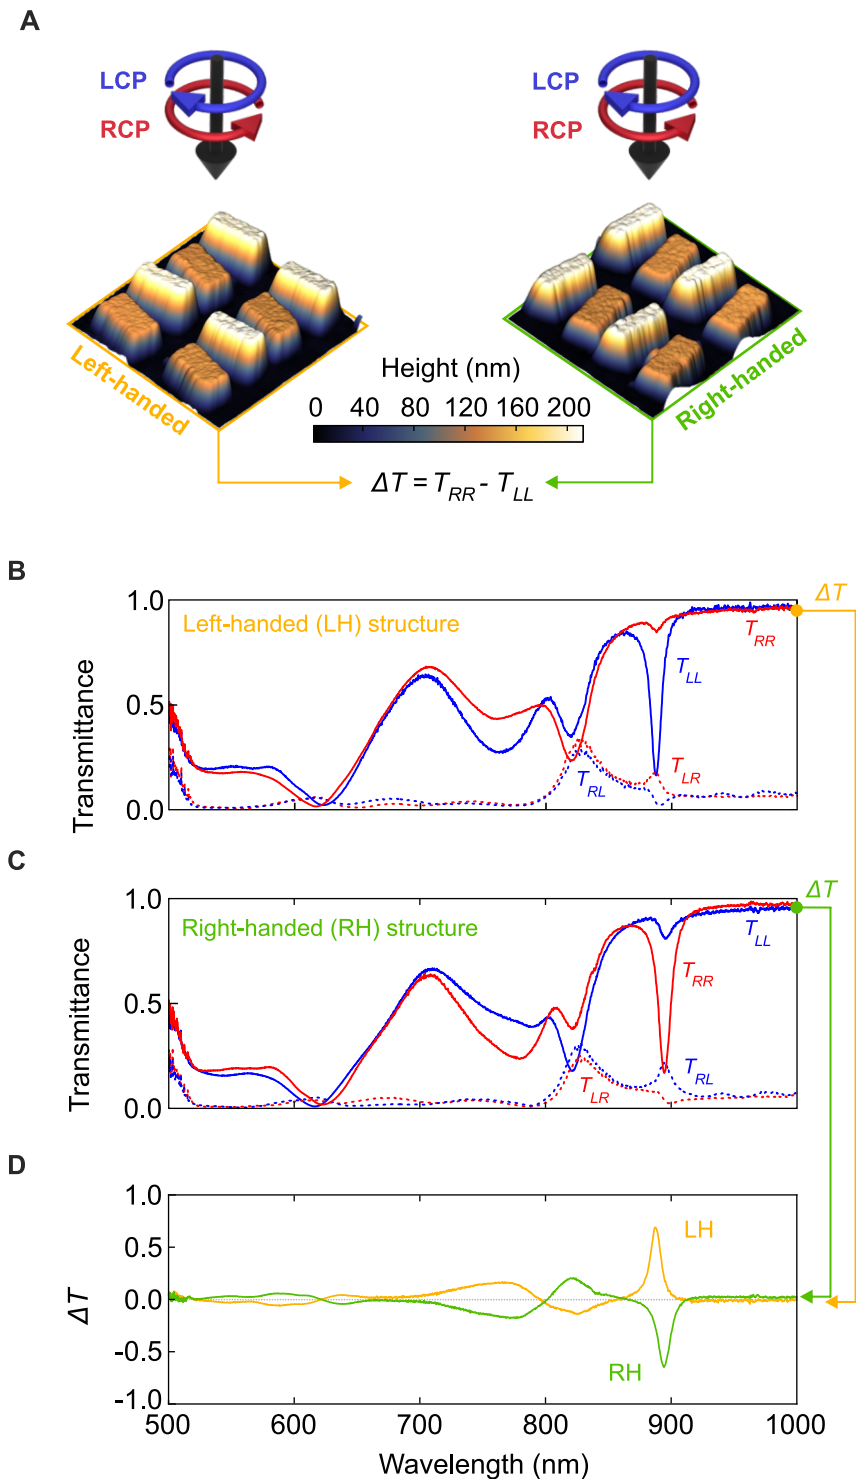 A
LCP
RCP
LCP
RCP
Left-handed
Right-handed
Height (nm)
0 40 80 120 160 200
ΔT = T_RR - T_LL
B
Transmittance
1.0
0.5
0.0
Left-handed (LH) structure
T_RR
T_LL
T_LR
T_RL
ΔT
C
Transmittance
1.0
0.5
0.0
Right-handed (RH) structure
T_LL
T_RR
T_RL
T_LR
ΔT
D
ΔT
1.0
0.5
0.0
-0.5
-1.0
LH
RH
500 600 700 800 900 1000
Wavelength (nm)